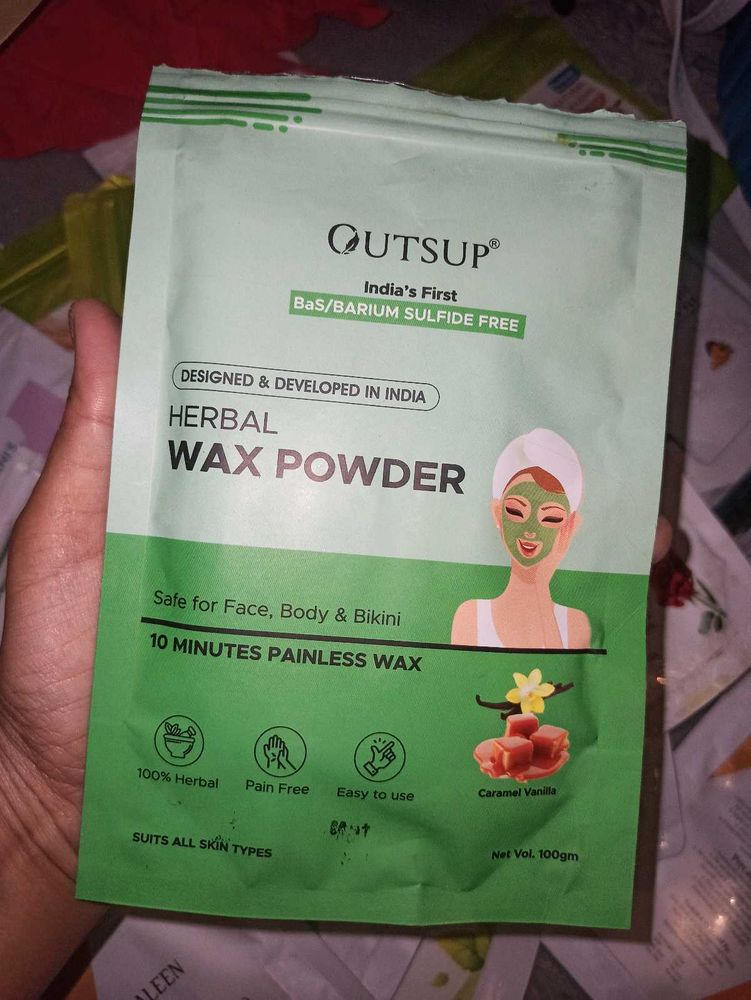 OUTSUP®
India's First
BaS/BARIUM SULFIDE FREE
DESIGNED & DEVELOPED IN INDIA
HERBAL
WAX POWDER
Safe for Face, Body & Bikini
10 MINUTES PAINLESS WAX
100% Herbal
Pain Free
Easy to use
Caramel Vanilla
SUITS ALL SKIN TYPES
Net Vol. 100gm
ALEEN